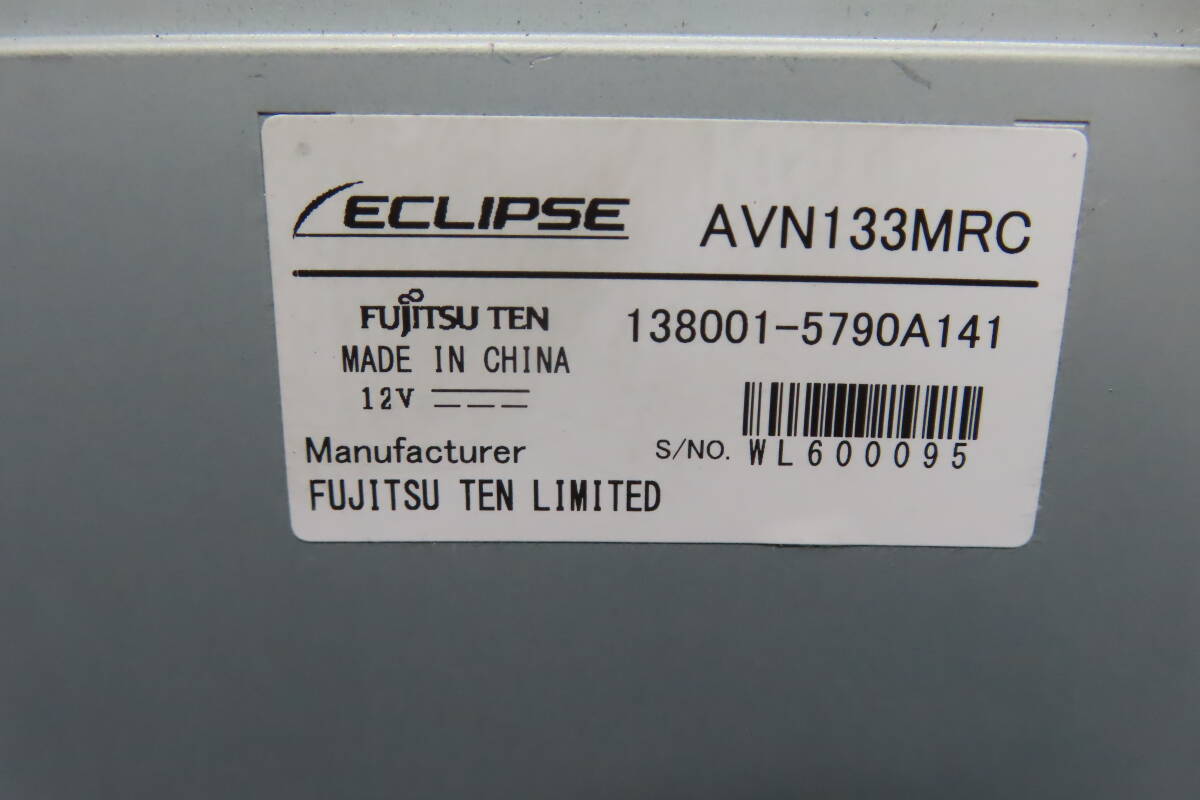 ECLIPSE AVN133MRC
FUJITSU TEN 138001-5790A141
MADE IN CHINA
12V
S/NO. WL600095
Manufacturer
FUJITSU TEN LIMITED